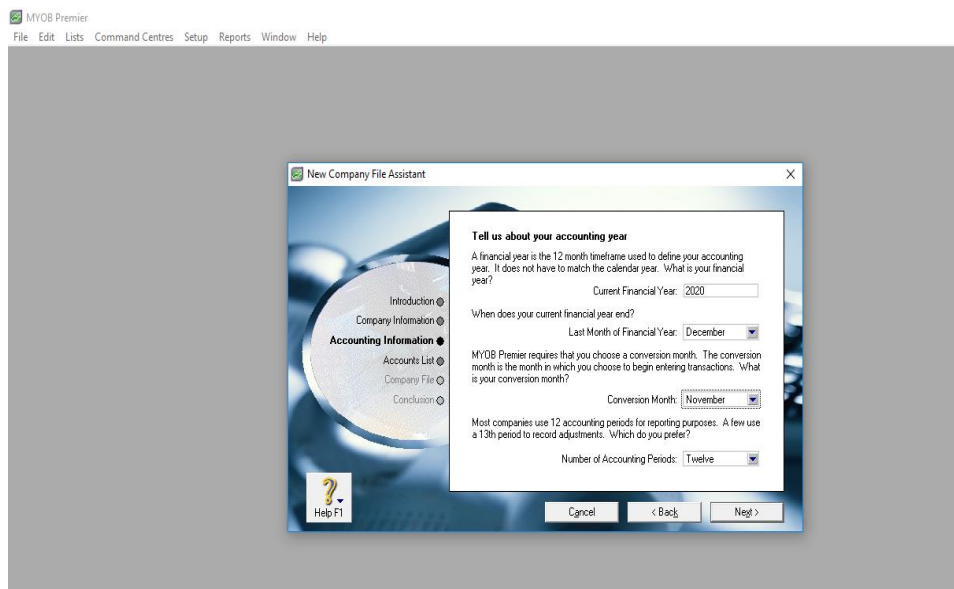 MYOB Premier
File Edit Lists Command Centres Setup Reports Window Help
New Company File Assistant
Introduction
Company Information
Accounting Information
Accounts List
Company File
Conclusion
Help F1
Tell us about your accounting year
A financial year is the 12 month timeframe used to define your accounting
year. It does not have to match the calendar year. What is your financial
year?
Current Financial Year: 2020
When does your current financial year end?
Last Month of Financial Year: December
MYOB Premier requires that you choose a conversion month. The conversion
month is the month in which you choose to begin entering transactions. What
is your conversion month?
Conversion Month: November
Most companies use 12 accounting periods for reporting purposes. A few use
a 13th period to record adjustments. Which do you prefer?
Number of Accounting Periods: Twelve
Cancel < Back Next >